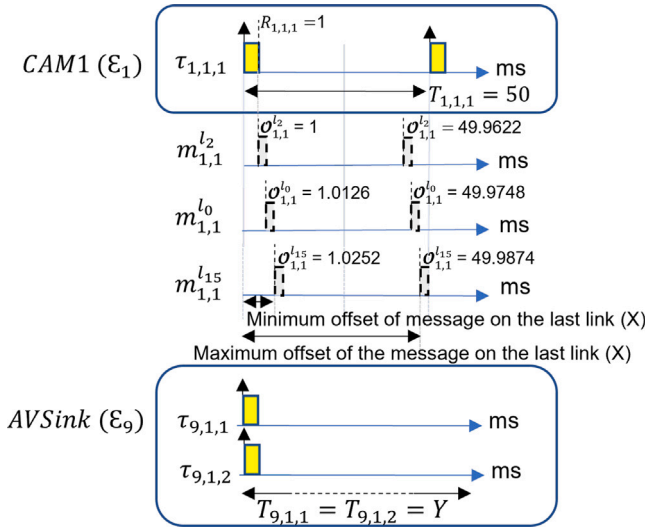 R₁,₁,₁ =1
CAM1 (Ɛ₁)
τ₁,₁,₁
ms
T₁,₁,₁ = 50
𝒪₁,₁^l₂ = 1
𝒪₁,₁^l₂ = 49.9622
m₁,₁^l₂
ms
𝒪₁,₁^l₀ = 1.0126
𝒪₁,₁^l₀ = 49.9748
m₁,₁^l₀
ms
𝒪₁,₁^l₁₅ = 1.0252
𝒪₁,₁^l₁₅ = 49.9874
m₁,₁^l₁₅
ms
Minimum offset of message on the last link (X)
Maximum offset of the message on the last link (X)
AVSink (Ɛ₉)
τ₉,₁,₁
ms
τ₉,₁,₂
ms
T₉,₁,₁ = T₉,₁,₂ = Y